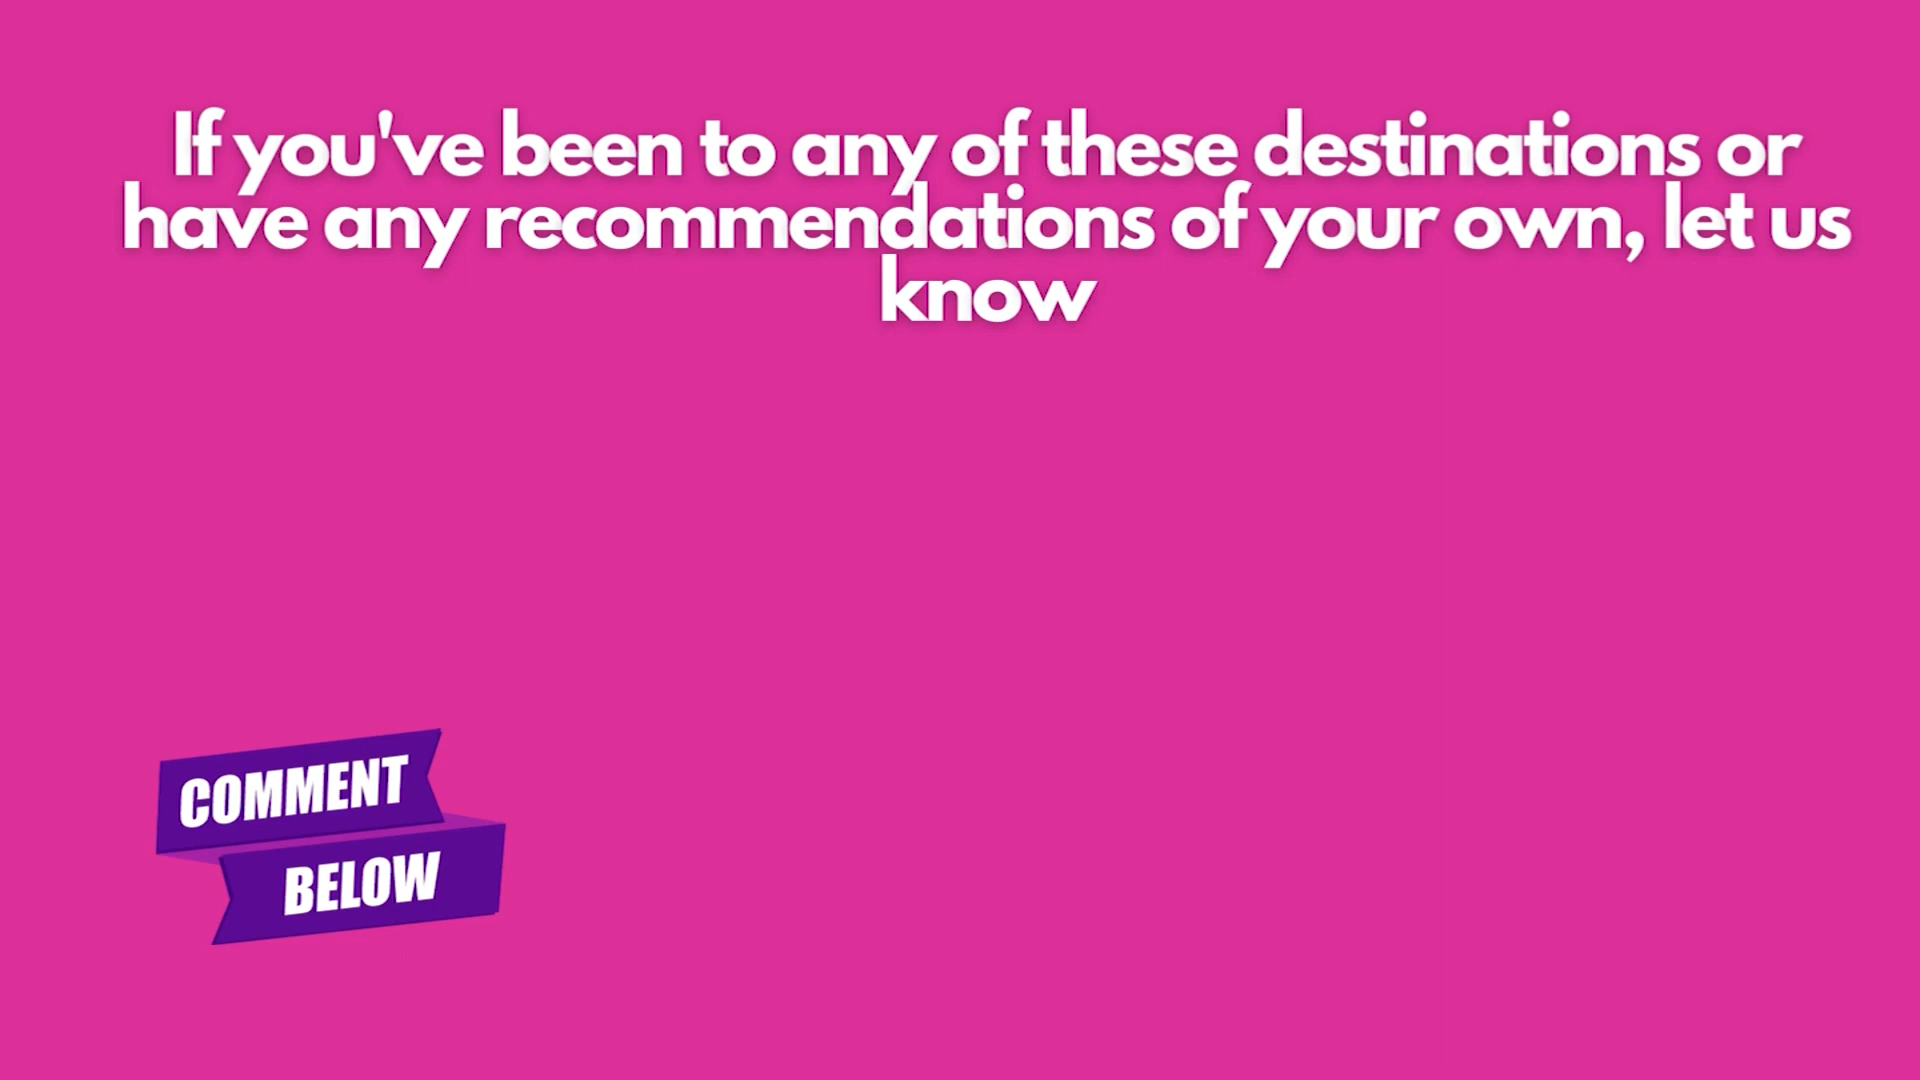 If you've been to any of these destinations or
have any recommendations of your own, let us
know
COMMENT
BELOW